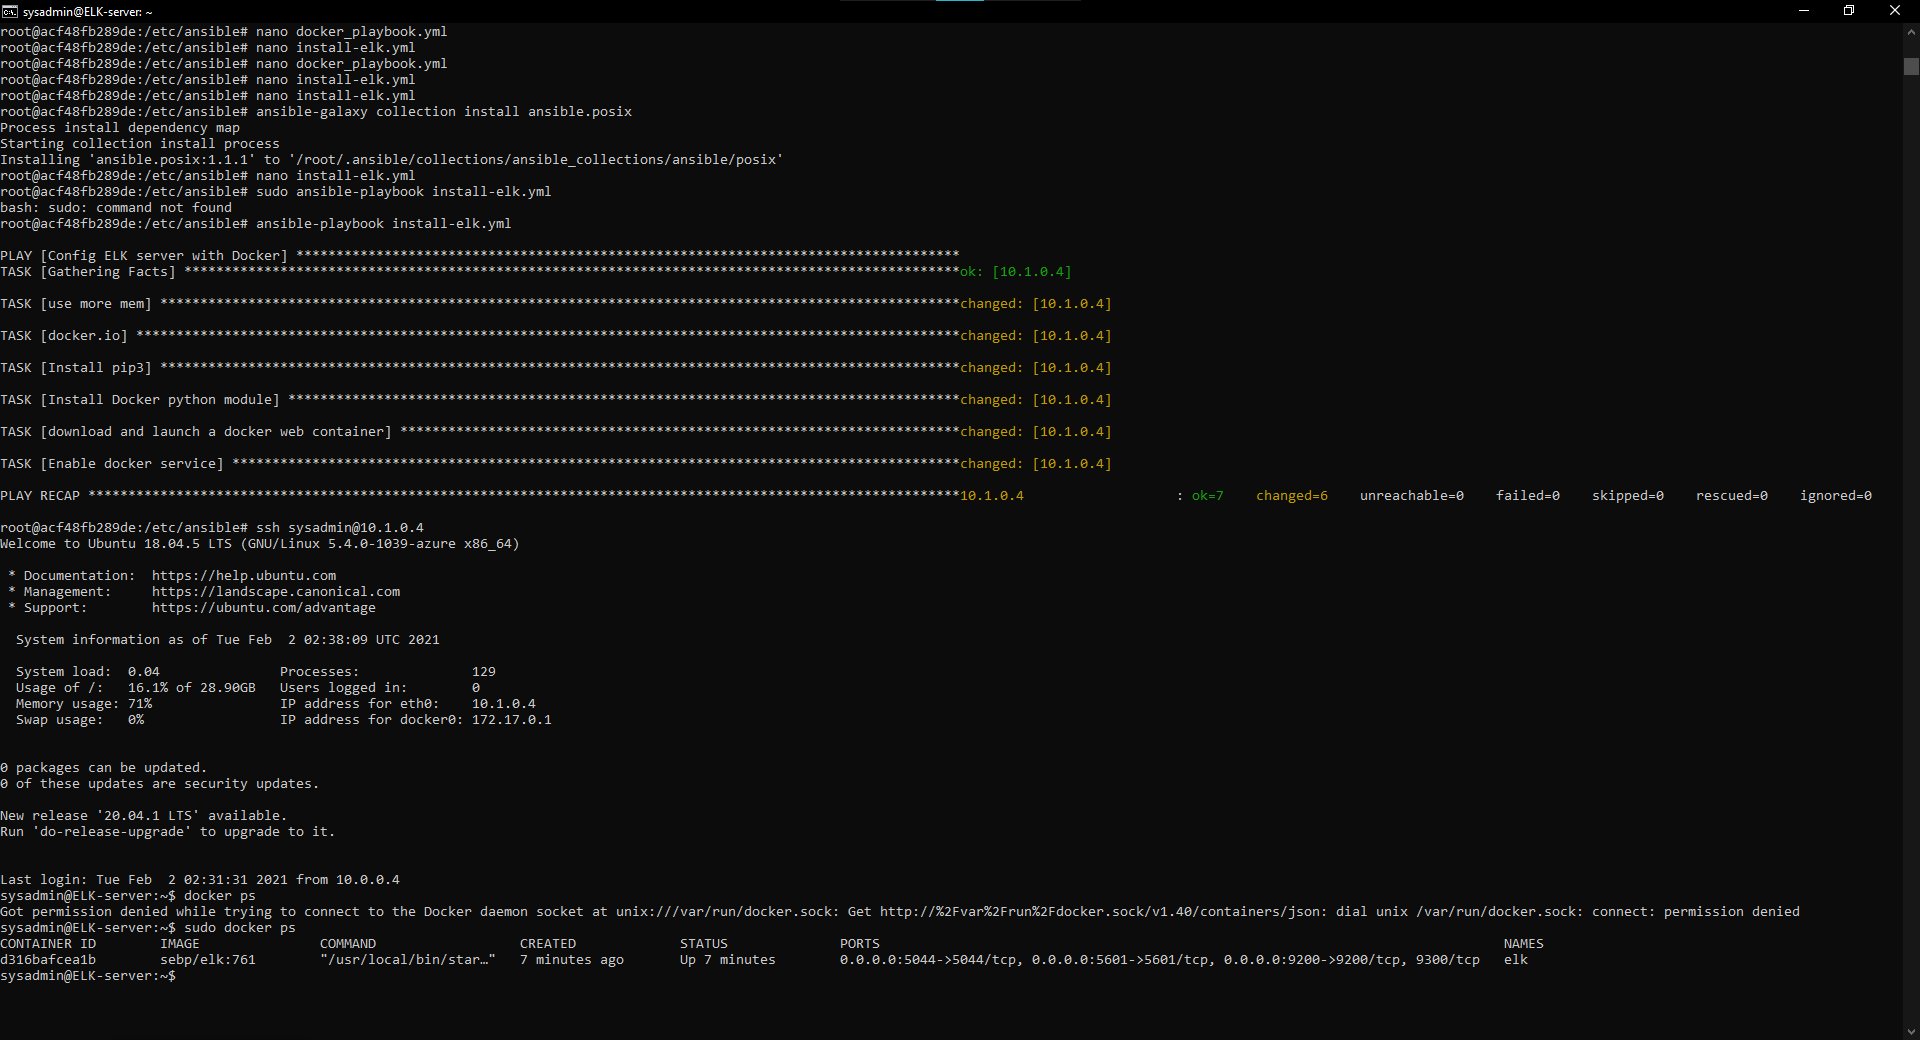 sysadmin@ELK-server: ~
root@acf48fb289de:/etc/ansible# nano docker_playbook.yml
root@acf48fb289de:/etc/ansible# nano install-elk.yml
root@acf48fb289de:/etc/ansible# nano docker_playbook.yml
root@acf48fb289de:/etc/ansible# nano install-elk.yml
root@acf48fb289de:/etc/ansible# nano install-elk.yml
root@acf48fb289de:/etc/ansible# ansible-galaxy collection install ansible.posix
Process install dependency map
Starting collection install process
Installing 'ansible.posix:1.1.1' to '/root/.ansible/collections/ansible_collections/ansible/posix'
root@acf48fb289de:/etc/ansible# nano install-elk.yml
root@acf48fb289de:/etc/ansible# sudo ansible-playbook install-elk.yml
bash: sudo: command not found
root@acf48fb289de:/etc/ansible# ansible-playbook install-elk.yml
PLAY [Config ELK server with Docker] ***********************************************************************************
TASK [Gathering Facts] *************************************************************************************************ok: [10.1.0.4]
TASK [use more mem] ****************************************************************************************************changed: [10.1.0.4]
TASK [docker.io] *******************************************************************************************************changed: [10.1.0.4]
TASK [Install pip3] ****************************************************************************************************changed: [10.1.0.4]
TASK [Install Docker python module] ************************************************************************************changed: [10.1.0.4]
TASK [download and launch a docker web container] **********************************************************************changed: [10.1.0.4]
TASK [Enable docker service] *******************************************************************************************changed: [10.1.0.4]
PLAY RECAP *************************************************************************************************************10.1.0.4                   : ok=7    changed=6    unreachable=0    failed=0    skipped=0    rescued=0    ignored=0
root@acf48fb289de:/etc/ansible# ssh sysadmin@10.1.0.4
Welcome to Ubuntu 18.04.5 LTS (GNU/Linux 5.4.0-1039-azure x86_64)
* Documentation:  https://help.ubuntu.com
* Management:     https://landscape.canonical.com
* Support:        https://ubuntu.com/advantage
System information as of Tue Feb  2 02:38:09 UTC 2021
System load:  0.04               Processes:              129
Usage of /:   16.1% of 28.90GB   Users logged in:        0
Memory usage: 71%                IP address for eth0:    10.1.0.4
Swap usage:   0%                 IP address for docker0: 172.17.0.1
0 packages can be updated.
0 of these updates are security updates.
New release '20.04.1 LTS' available.
Run 'do-release-upgrade' to upgrade to it.
Last login: Tue Feb  2 02:31:31 2021 from 10.0.0.4
sysadmin@ELK-server:~$ docker ps
Got permission denied while trying to connect to the Docker daemon socket at unix:///var/run/docker.sock: Get http://%2Fvar%2Frun%2Fdocker.sock/v1.40/containers/json: dial unix /var/run/docker.sock: connect: permission denied
sysadmin@ELK-server:~$ sudo docker ps
CONTAINER ID        IMAGE               COMMAND                  CREATED             STATUS              PORTS                                                                              NAMES
d316bafcea1b        sebp/elk:761        "/usr/local/bin/star…"   7 minutes ago       Up 7 minutes        0.0.0.0:5044->5044/tcp, 0.0.0.0:5601->5601/tcp, 0.0.0.0:9200->9200/tcp, 9300/tcp   elk
sysadmin@ELK-server:~$